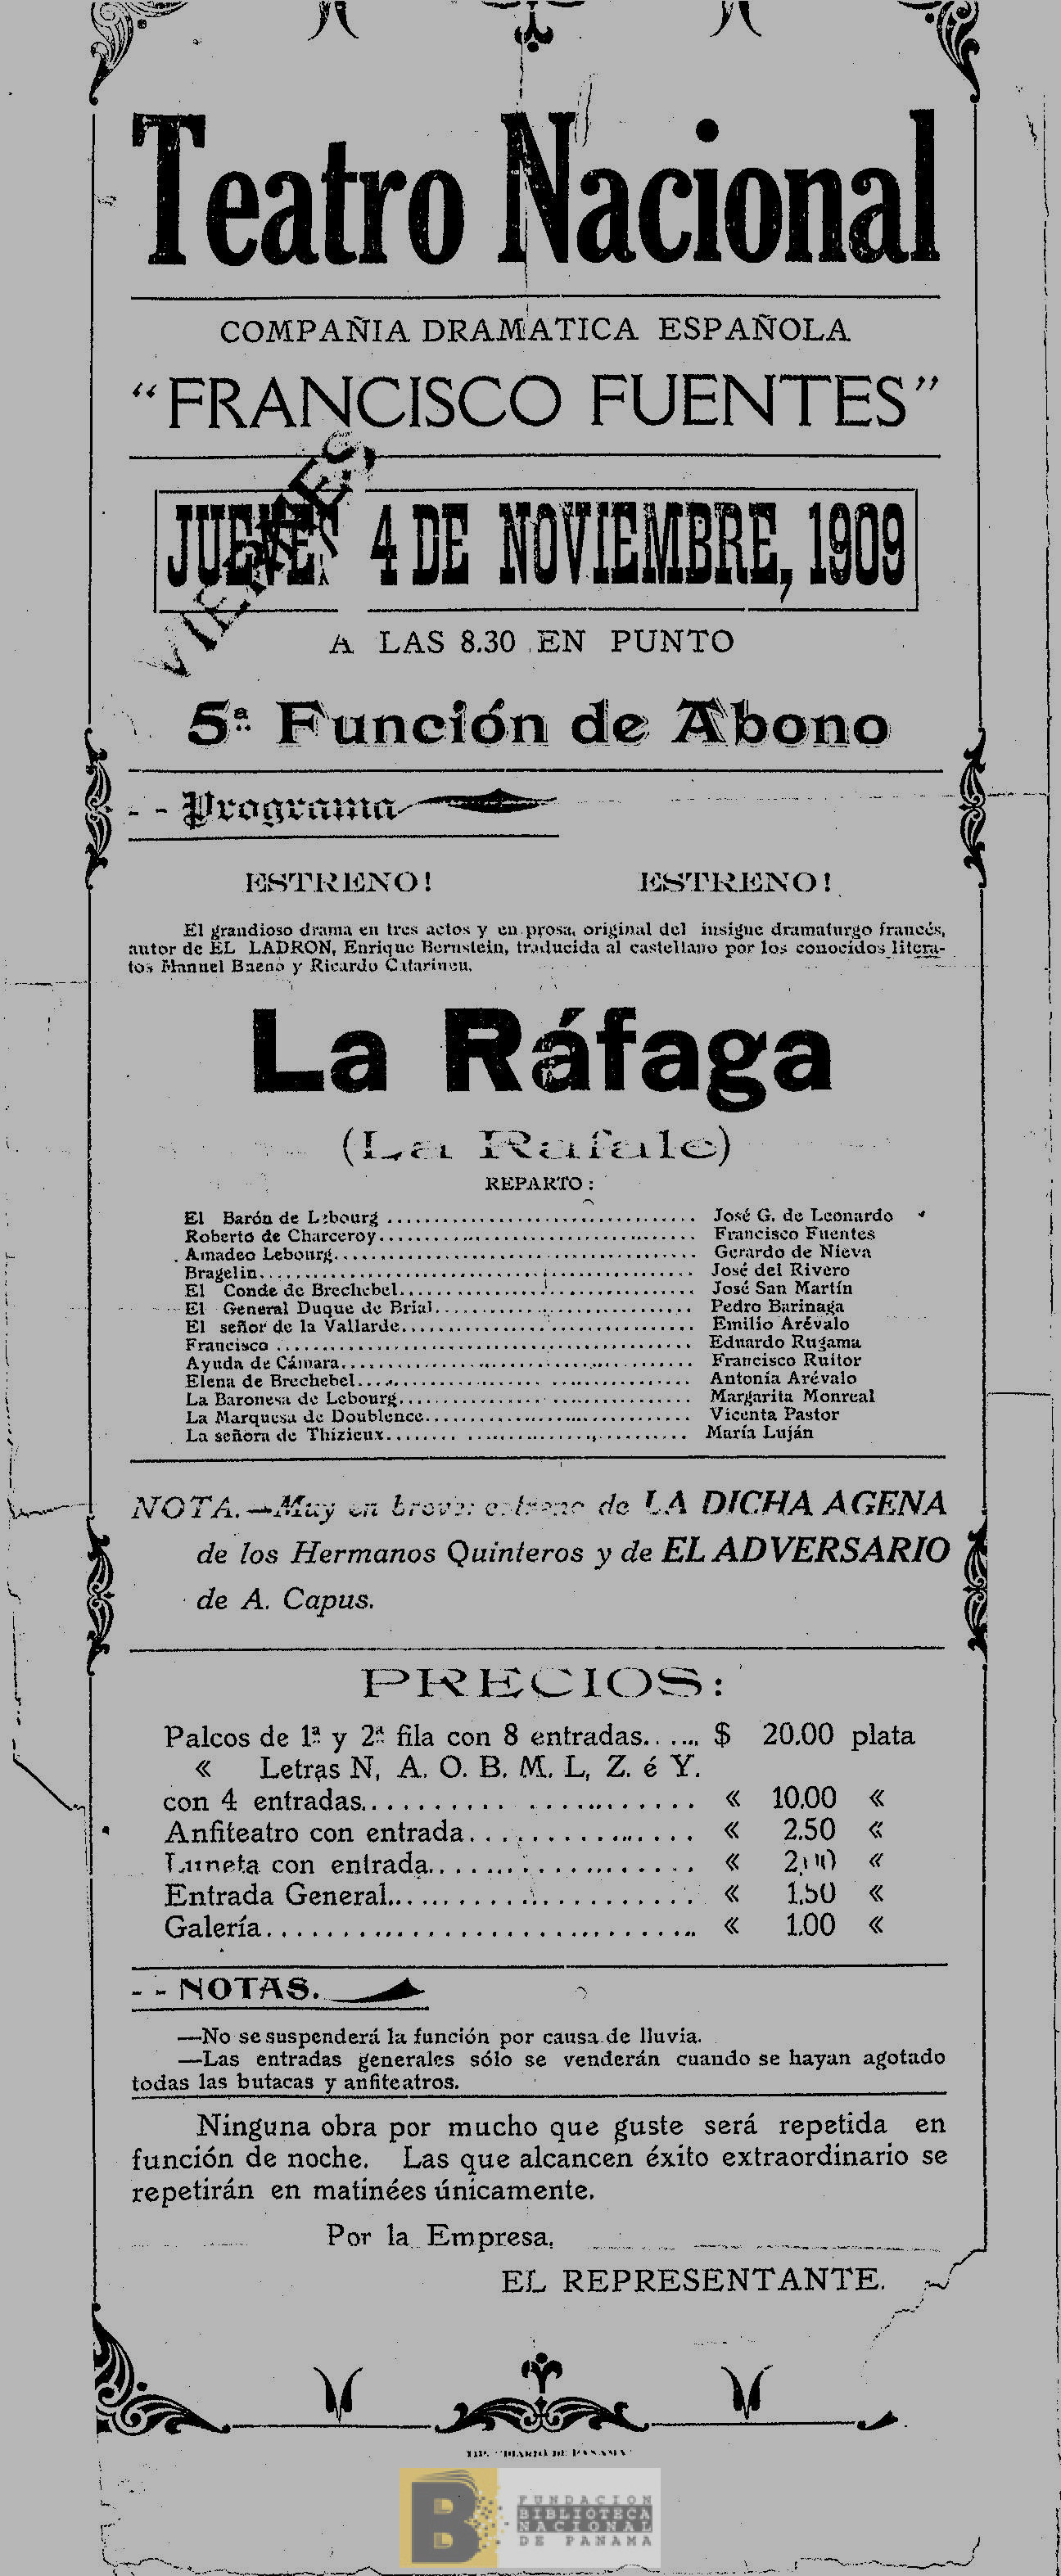 Teatro Nacional
COMPAÑIA DRAMATICA ESPAÑOLA
"FRANCISCO FUENTES"
VIERNES
JUEVES 4 DE NOVIEMBRE, 1909
A LAS 8.30 EN PUNTO
5ª Función de Abono
- - Programa
ESTRENO! ESTRENO!
El grandioso drama en tres actos y en prosa, original del insigne dramaturgo francés,
autor de EL LADRON, Enrique Bernstein, traducida al castellano por los conocidos litera-
tos Manuel Bueno y Ricardo Catarineu.
La Ráfaga
(La Rafale)
REPARTO:
El Barón de Lebourg ........ José G. de Leonardo
Roberto de Charceroy........ Francisco Fuentes
Amadeo Lebourg........ Gerardo de Nieva
Bragelin........ José del Rivero
El Conde de Brechebel........ José San Martín
El General Duque de Brial........ Pedro Barinaga
El señor de la Vallarde........ Emilio Arévalo
Francisco ........ Eduardo Rugama
Ayuda de Cámara........ Francisco Ruitor
Elena de Brechebel........ Antonia Arévalo
La Baronesa de Lebourg........ Margarita Monreal
La Marquesa de Doublence........ Vicenta Pastor
La señora de Thizieux........ María Luján
NOTA.—Muy en breve: estreno de LA DICHA AGENA
de los Hermanos Quinteros y de EL ADVERSARIO
de A. Capus.
PRECIOS:
Palcos de 1ª y 2ª fila con 8 entradas...... $ 20.00 plata
« Letras N, A. O. B. M. L, Z. é Y.
con 4 entradas........ « 10.00 «
Anfiteatro con entrada........ « 2.50 «
Luneta con entrada........ « 2.00 «
Entrada General........ « 1.50 «
Galería........ « 1.00 «
- - NOTAS.
—No se suspenderá la función por causa de lluvia.
—Las entradas generales sólo se venderán cuando se hayan agotado
todas las butacas y anfiteatros.
Ninguna obra por mucho que guste será repetida en
función de noche. Las que alcancen éxito extraordinario se
repetirán en matinées únicamente.
Por la Empresa,
EL REPRESENTANTE.
TIP. "DIARIO DE PANAMA"
B
FUNDACION
BIBLIOTECA
NACIONAL
DE PANAMA